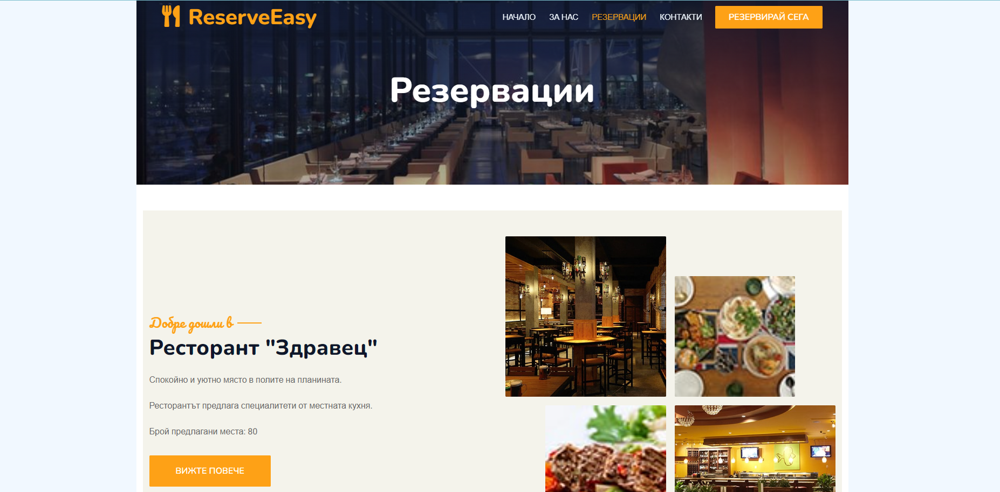 ReserveEasy
НАЧАЛО
ЗА НАС
РЕЗЕРВАЦИИ
КОНТАКТИ
РЕЗЕРВИРАЙ СЕГА
Резервации
Добре дошли в
Ресторант "Здравец"
Спокойно и уютно място в полите на планината.
Ресторантът предлага специалитети от местната кухня.
Брой предлагани места: 80
ВИЖТЕ ПОВЕЧЕ